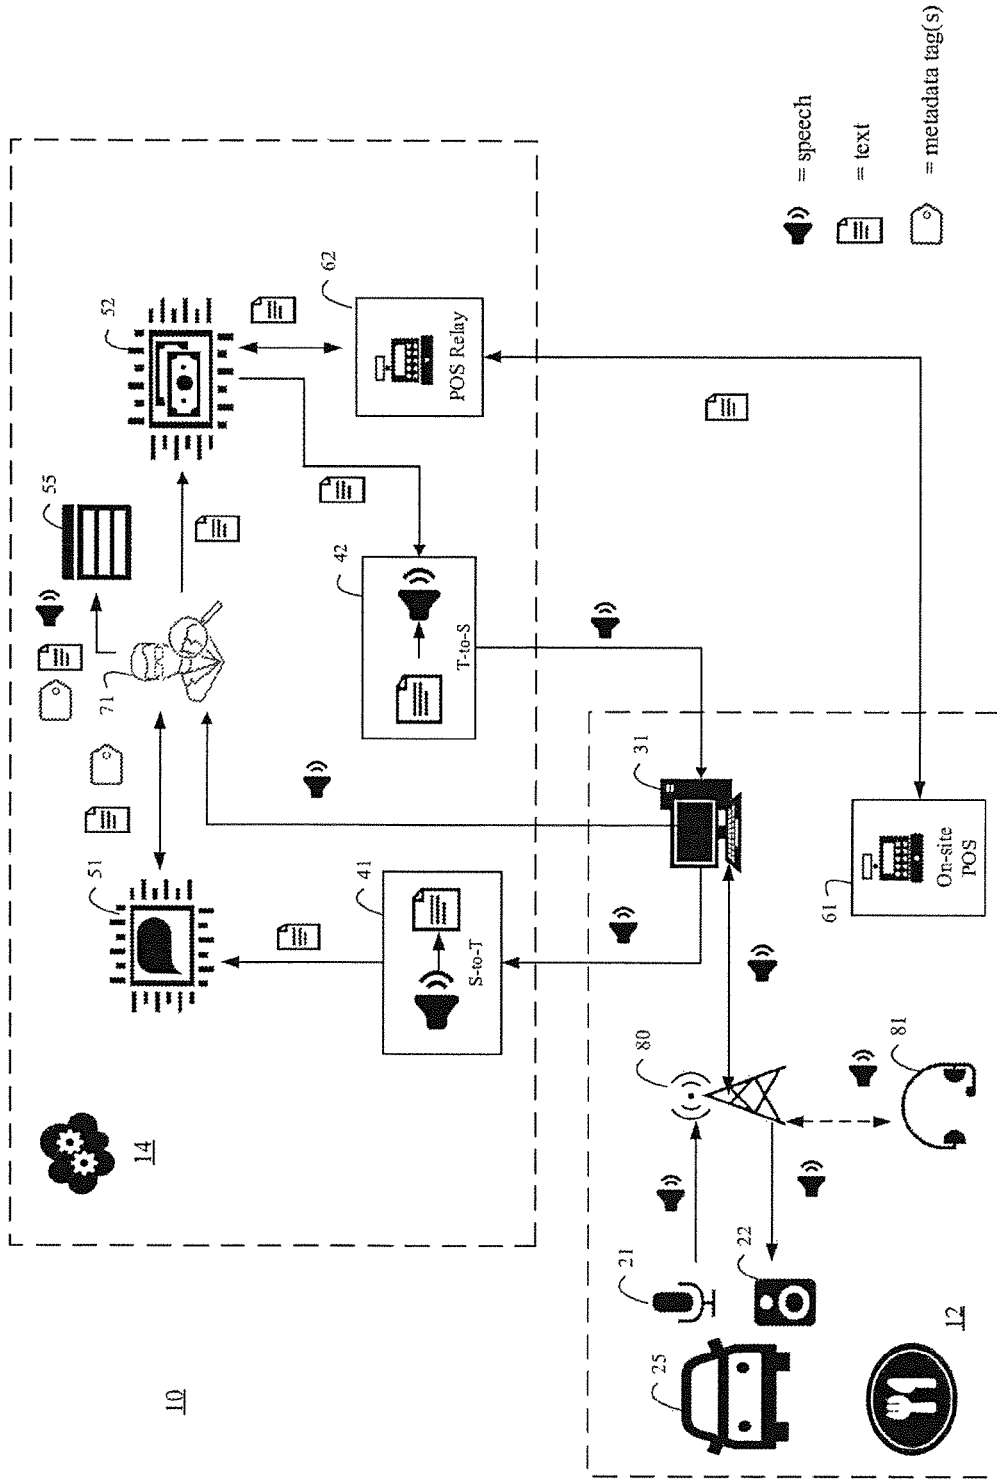 55
51
71
52
14
10
62
42
41
POS Relay
T-to-S
S-to-T
21
80
31
25
22
= speech
61
= text
81
= metadata tag(s)
On-site
POS
12